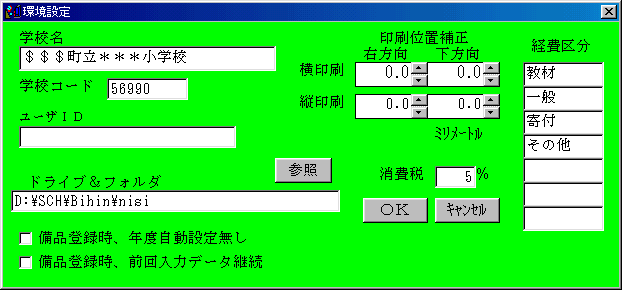 環境設定
学校名
＄＄＄町立＊＊＊小学校
学校コード 56990
ユーザＩＤ
参照
ドライブ＆フォルダ
D:¥SCH¥Bihin¥nisi
備品登録時、年度自動設定無し
備品登録時、前回入力データ継続
印刷位置補正
右方向 下方向
横印刷 0.0 0.0
縦印刷 0.0 0.0
ﾐﾘﾒｰﾄﾙ
消費税 5 %
ＯＫ ｷｬﾝｾﾙ
経費区分
教材
一般
寄付
その他